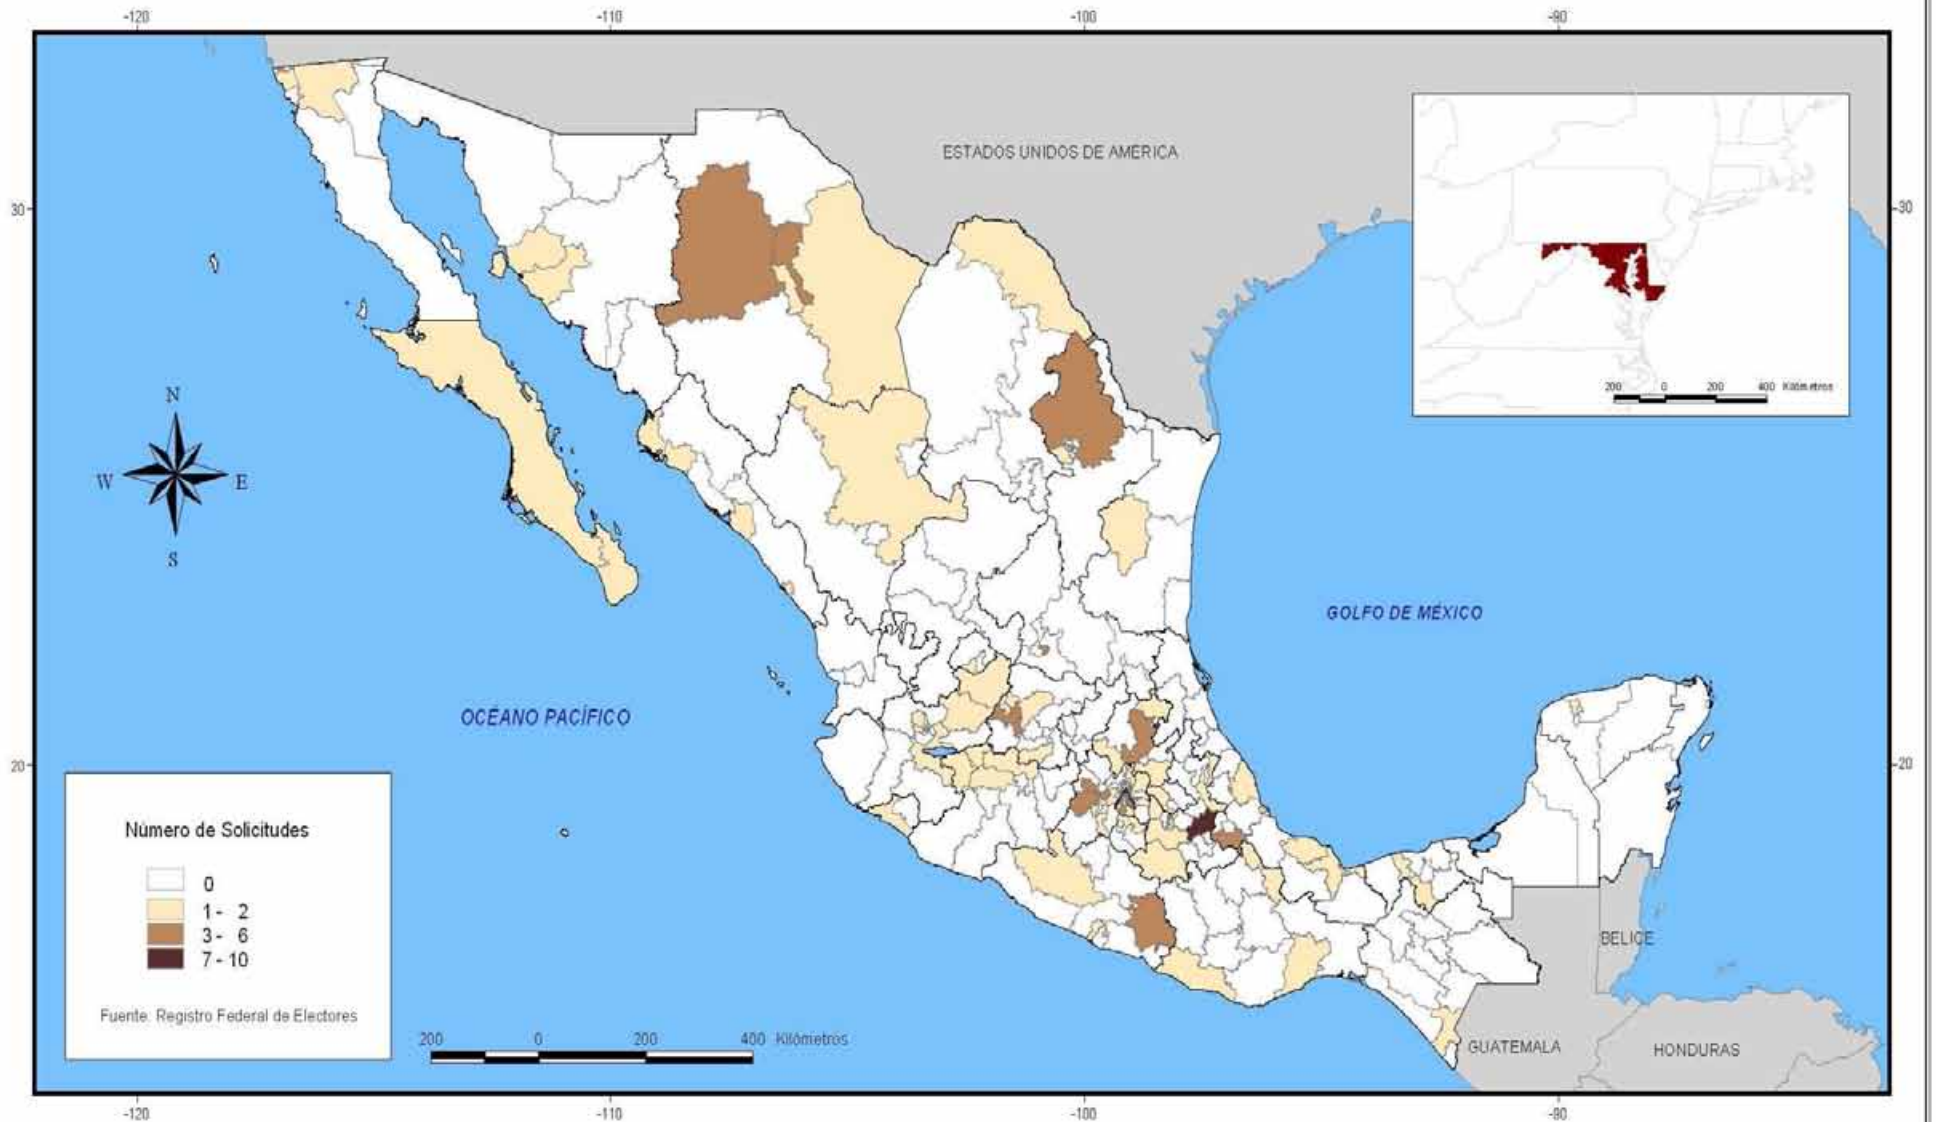 -120 -110 -100 -90
30 30
ESTADOS UNIDOS DE AMERICA
200 0 200 400 Kilómetros
N
W E
S
GOLFO DE MÉXICO
OCÉANO PACÍFICO
20 20
Número de Solicitudes
0
1 - 2
3 - 6
7 - 10
Fuente: Registro Federal de Electores
BELICE
200 0 200 400 Kilómetros
GUATEMALA
HONDURAS
-120 -110 -100 -90